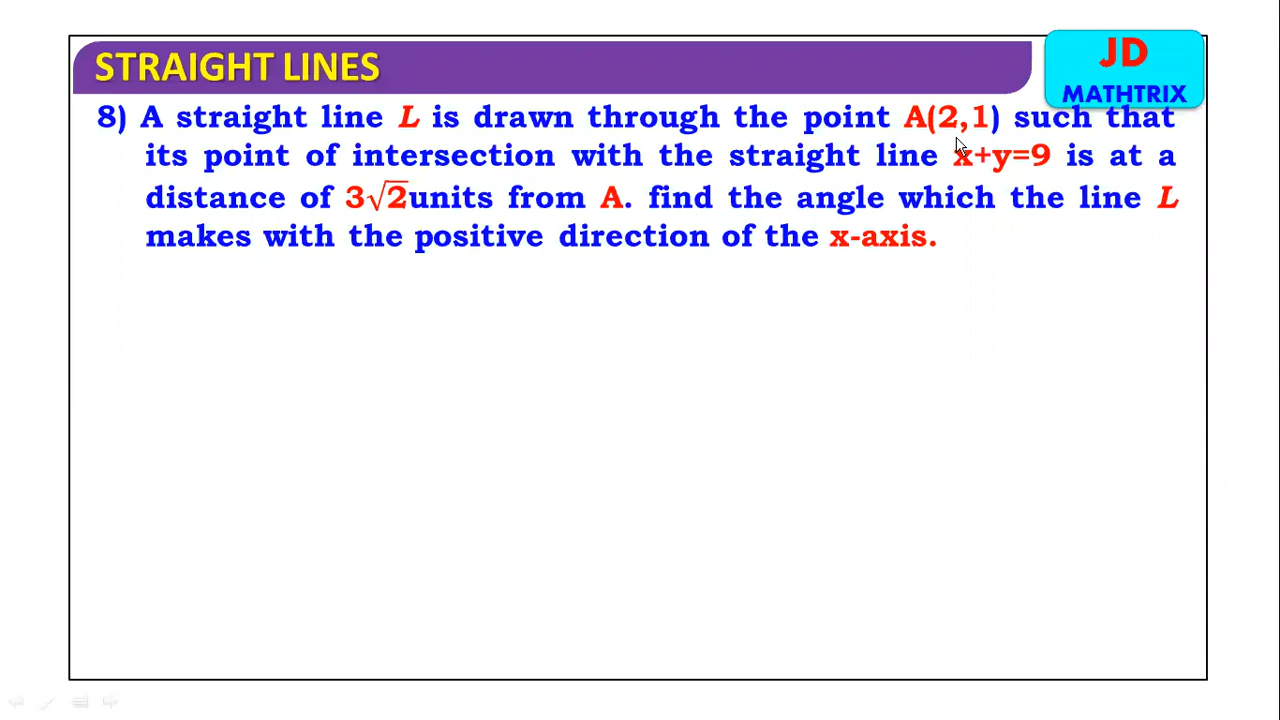 STRAIGHT LINES
JD
MATHTRIX
8) A straight line L is drawn through the point A(2,1) such that
its point of intersection with the straight line x+y=9 is at a
distance of 3√2units from A. find the angle which the line L
makes with the positive direction of the x-axis.